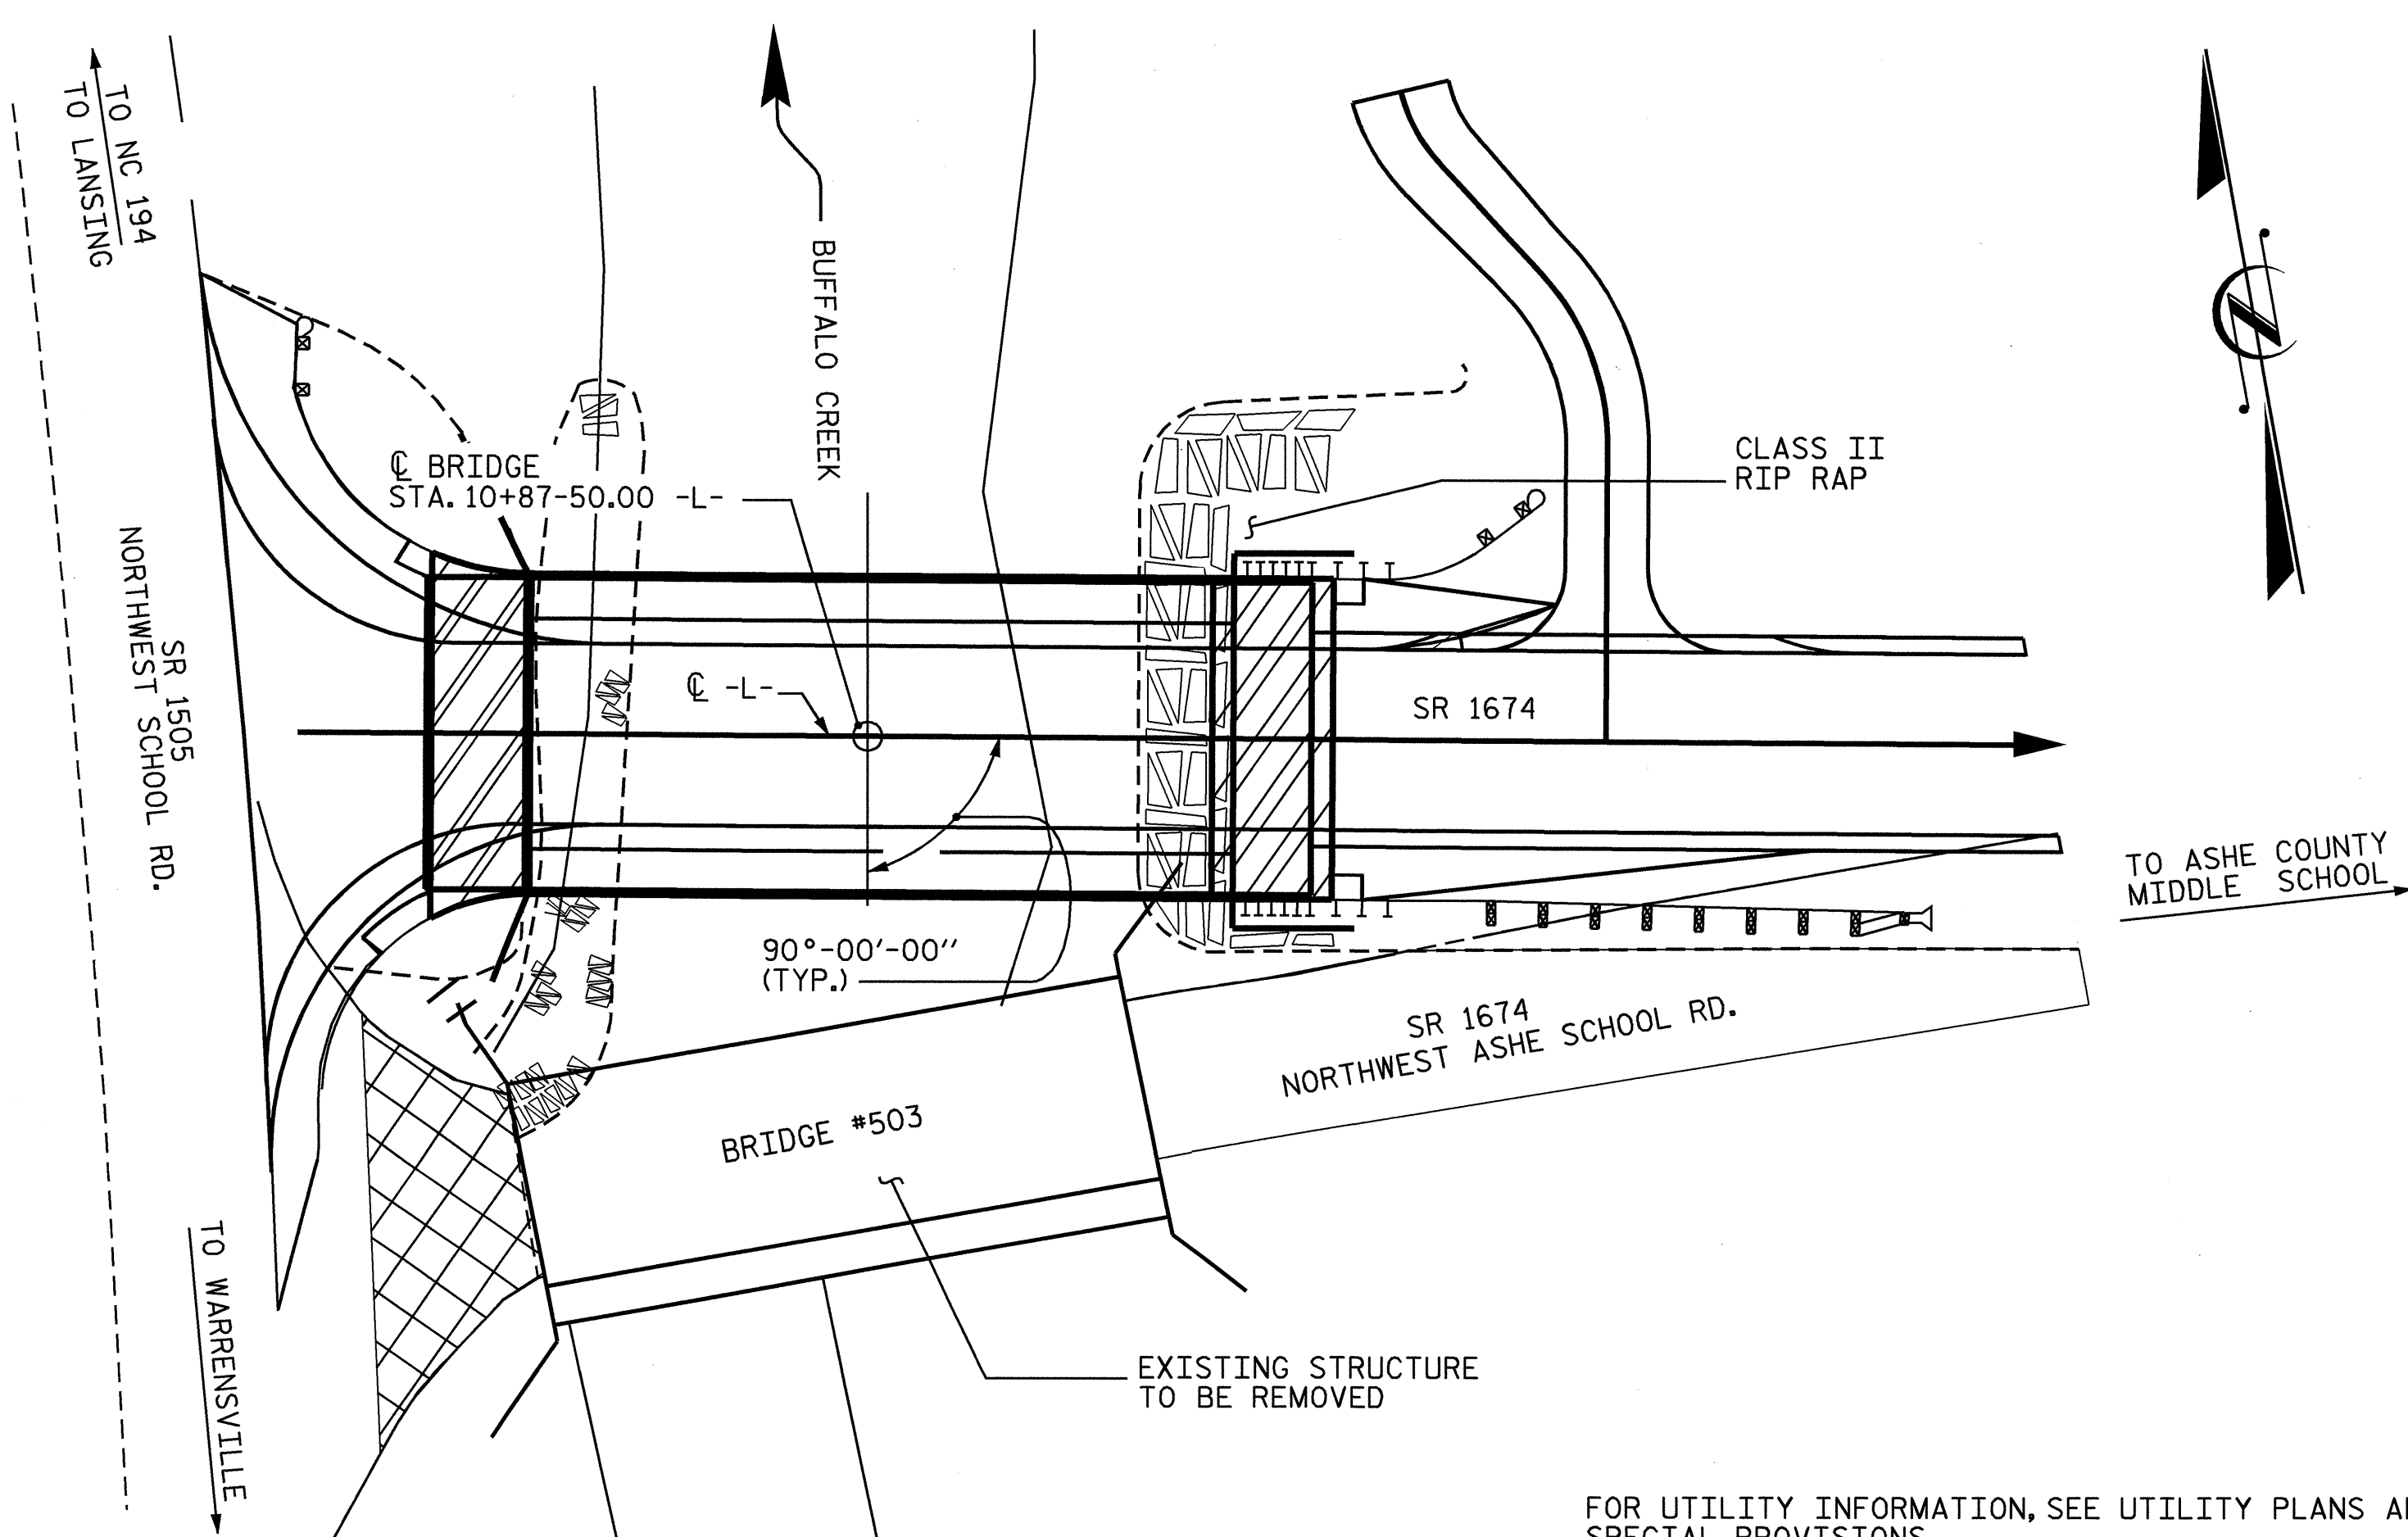 TO NC 194
TO LANSING
BUFFALO CREEK
N
CLASS II
RIP RAP
℄ BRIDGE
STA. 10+87-50.00 -L-
SR 1505
NORTHWEST SCHOOL RD.
℄ -L-
SR 1674
TO ASHE COUNTY
MIDDLE SCHOOL
90°-00'-00"
(TYP.)
SR 1674
NORTHWEST ASHE SCHOOL RD.
BRIDGE #503
TO WARRENSVILLE
EXISTING STRUCTURE
TO BE REMOVED
FOR UTILITY INFORMATION, SEE UTILITY PLANS
SPECIAL PROVISIONS